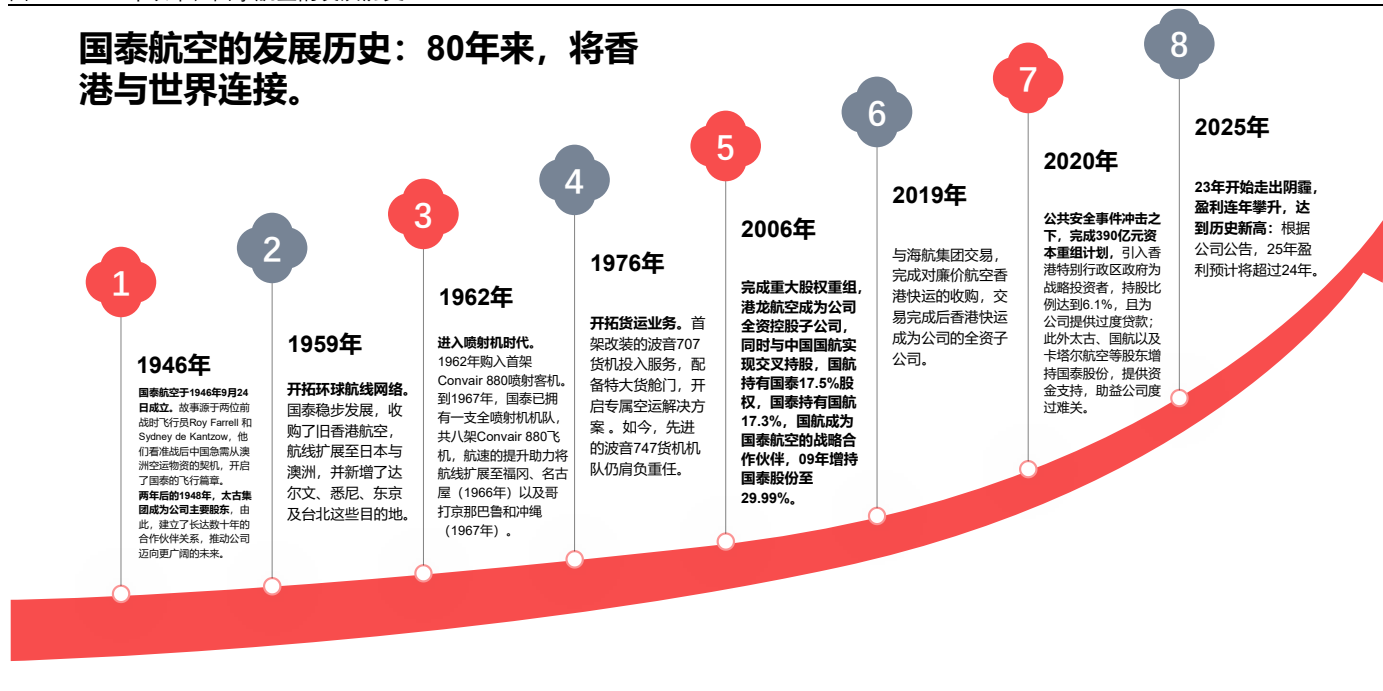 国泰航空的发展历史：80年来，将香
港与世界连接。
1
1946年
国泰航空于1946年9月24
日成立。故事源于两位前
战时飞行员Roy Farrell 和
Sydney de Kantzow，他
们看准战后中国急需从澳
洲空运物资的契机，开启
了国泰的飞行篇章。
两年后的1948年，太古集
团成为公司主要股东，由
此，建立了长达数十年的
合作伙伴关系，推动公司
迈向更广阔的未来。
2
1959年
开拓环球航线网络。
国泰稳步发展，收
购了旧香港航空，
航线扩展至日本与
澳洲，并新增了达
尔文、悉尼、东京
及台北这些目的地。
3
1962年
进入喷射机时代。
1962年购入首架
Convair 880喷射客机。
到1967年，国泰已拥
有一支全喷射机机队，
共八架Convair 880飞
机，航速的提升助力将
航线扩展至福冈、名古
屋（1966年）以及哥
打京那巴鲁和冲绳
（1967年）。
4
1976年
开拓货运业务。首
架改装的波音707
货机投入服务，配
备特大货舱门，开
启专属空运解决方
案 。如今，先进
的波音747货机机
队仍肩负重任。
5
2006年
完成重大股权重组，
港龙航空成为公司
全资控股子公司，
同时与中国国航实
现交叉持股，国航
持有国泰17.5%股
权，国泰持有国航
17.3%，国航成为
国泰航空的战略合
作伙伴，09年增持
国泰股份至
29.99%。
6
2019年
与海航集团交易，
完成对廉价航空香
港快运的收购，交
易完成后香港快运
成为公司的全资子
公司。
7
2020年
公共安全事件冲击之
下，完成390亿元资
本重组计划，引入香
港特别行政区政府为
战略投资者，持股比
例达到6.1%，且为
公司提供过度贷款；
此外太古、国航以及
卡塔尔航空等股东增
持国泰股份，提供资
金支持，助益公司度
过难关。
8
2025年
23年开始走出阴霾，
盈利连年攀升，达
到历史新高：根据
公司公告，25年盈
利预计将超过24年。